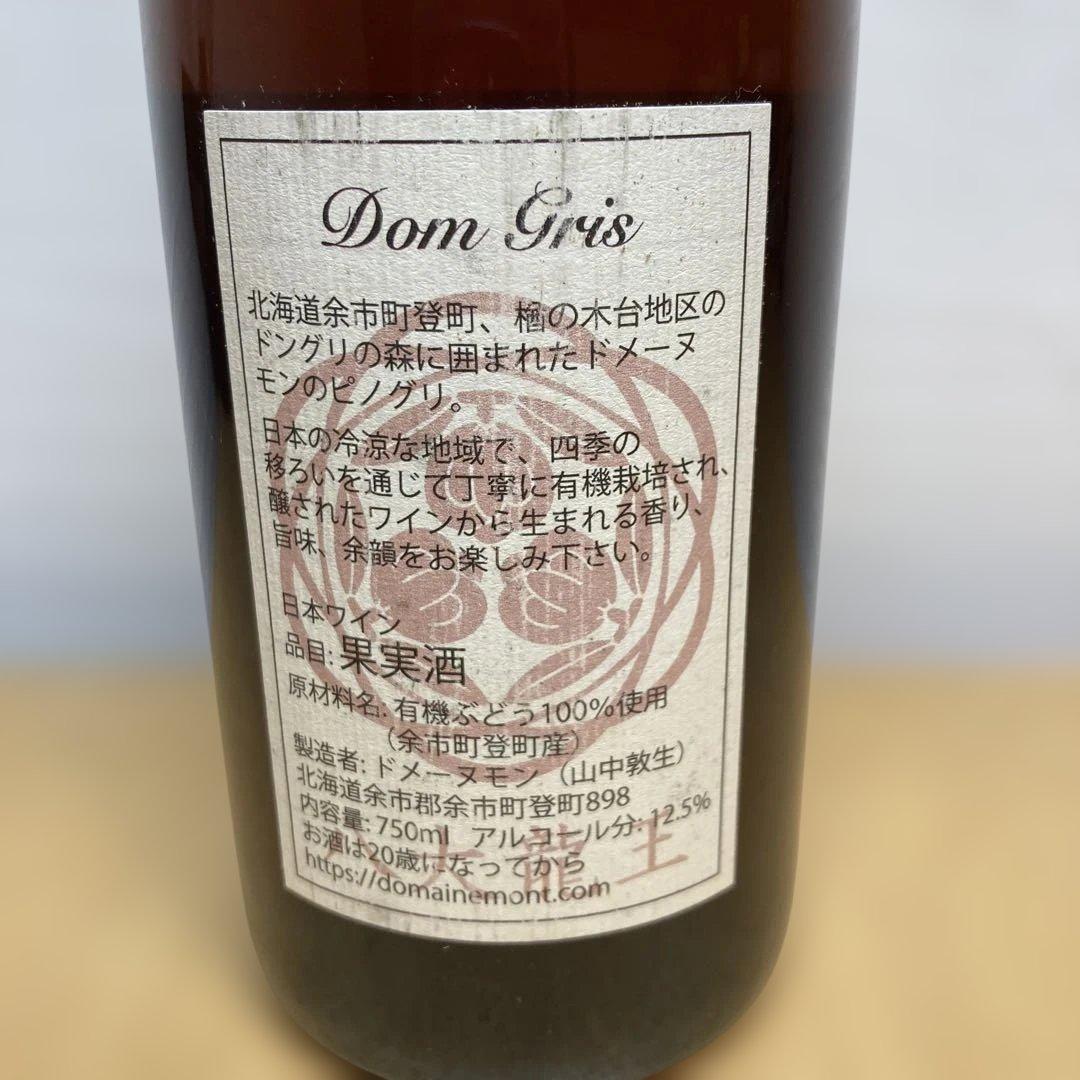 Dom Gris
北海道余市町登町、楢の木台地区の
ドングリの森に囲まれたドメーヌ
モンのピノグリ。
日本の冷涼な地域で、四季の
移ろいを通じて丁寧に有機栽培され、
醸されたワインから生まれる香り、
旨味、余韻をお楽しみ下さい。
日本ワイン
品目: 果実酒
原材料名: 有機ぶどう100%使用
（余市町登町産）
製造者: ドメーヌモン（山中敦生）
北海道余市郡余市町登町898
内容量: 750ml アルコール分: 12.5%
お酒は20歳になってから
https://domainemont.com
八大龍王